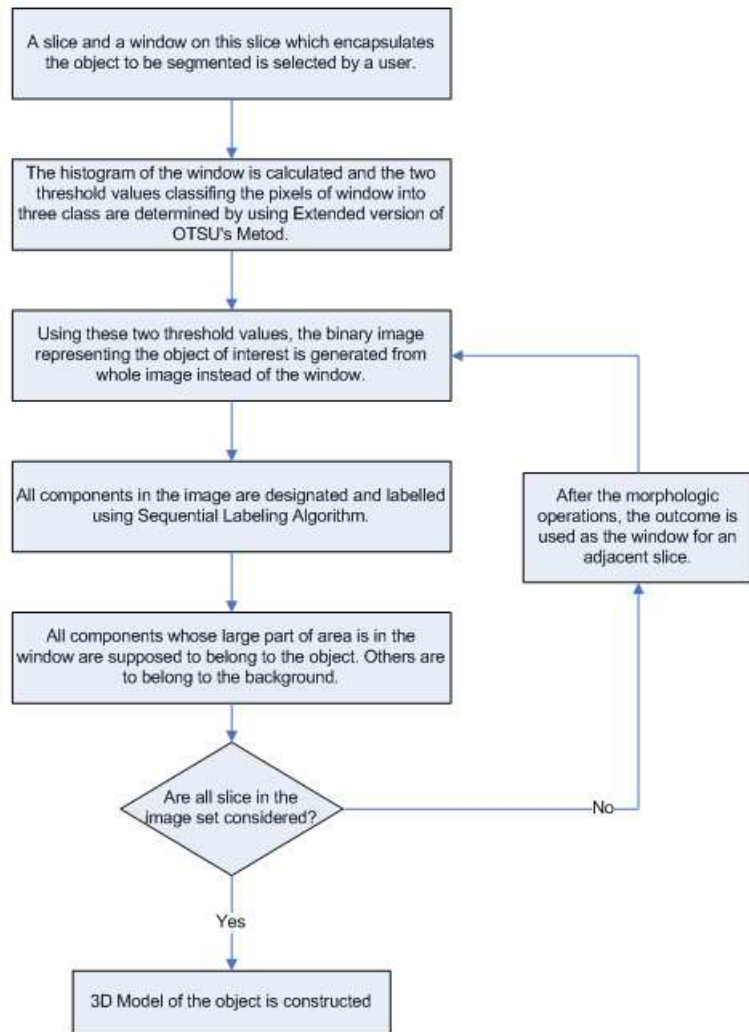 A slice and a window on this slice which encapsulates
the object to be segmented is selected by a user.
The histogram of the window is calculated and the two
threshold values classifing the pixels of window into
three class are determined by using Extended version of
OTSU's Metod.
Using these two threshold values, the binary image
representing the object of interest is generated from
whole image instead of the window.
All components in the image are designated and labelled
using Sequential Labeling Algorithm.
After the morphologic
operations, the outcome is
used as the window for an
adjacent slice.
All components whose large part of area is in the
window are supposed to belong to the object. Others are
to belong to the background.
Are all slice in the
image set considered?
No
Yes
3D Model of the object is constructed